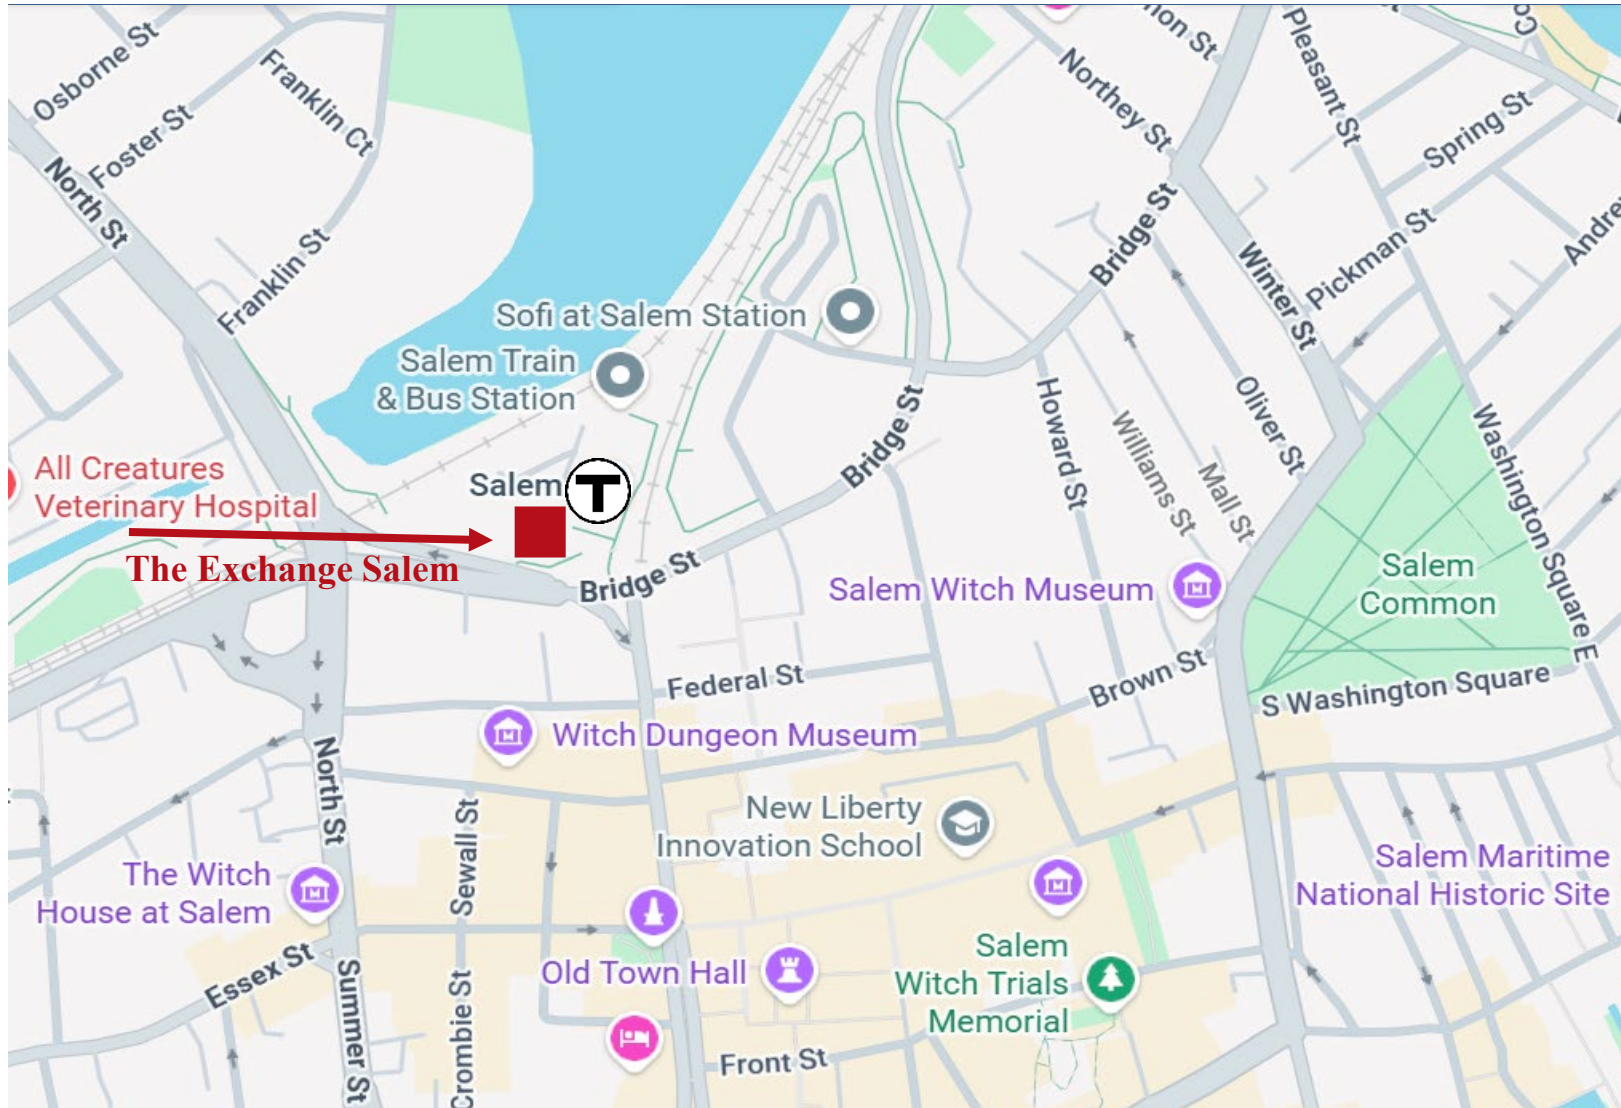 Osborne St
Foster St
Franklin Ct
North St
Franklin St
non St
Northey St
Pleasant St
Spring St
Bridge St
Winter St
Pickman St
Andre
Sofi at Salem Station
Salem Train
& Bus Station
Bridge St
Howard St
Williams St
Mall St
Oliver St
Washington Square E
All Creatures
Veterinary Hospital
Salem
T
The Exchange Salem
Bridge St
Salem Witch Museum
Salem
Common
Federal St
Brown St
S Washington Square
Witch Dungeon Museum
North St
New Liberty
Innovation School
Sewall St
The Witch
House at Salem
Salem Maritime
National Historic Site
Essex St
Summer St
Crombie St
Old Town Hall
Salem
Witch Trials
Memorial
Front St